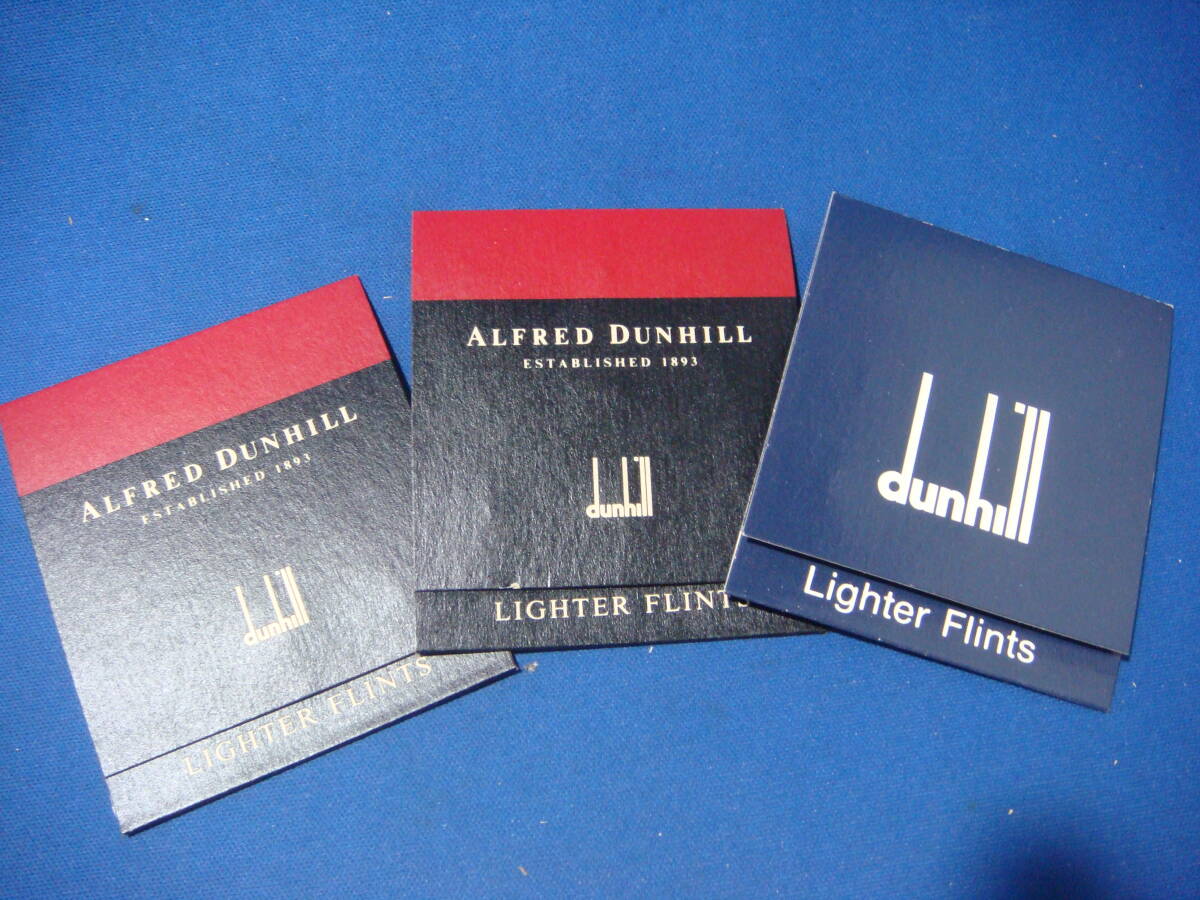 ALFRED DUNHILL
ESTABLISHED 1893
dunhill
LIGHTER FLINTS
ALFRED DUNHILL
ESTABLISHED 1893
dunhill
LIGHTER FLINTS
dunhill
Lighter Flints